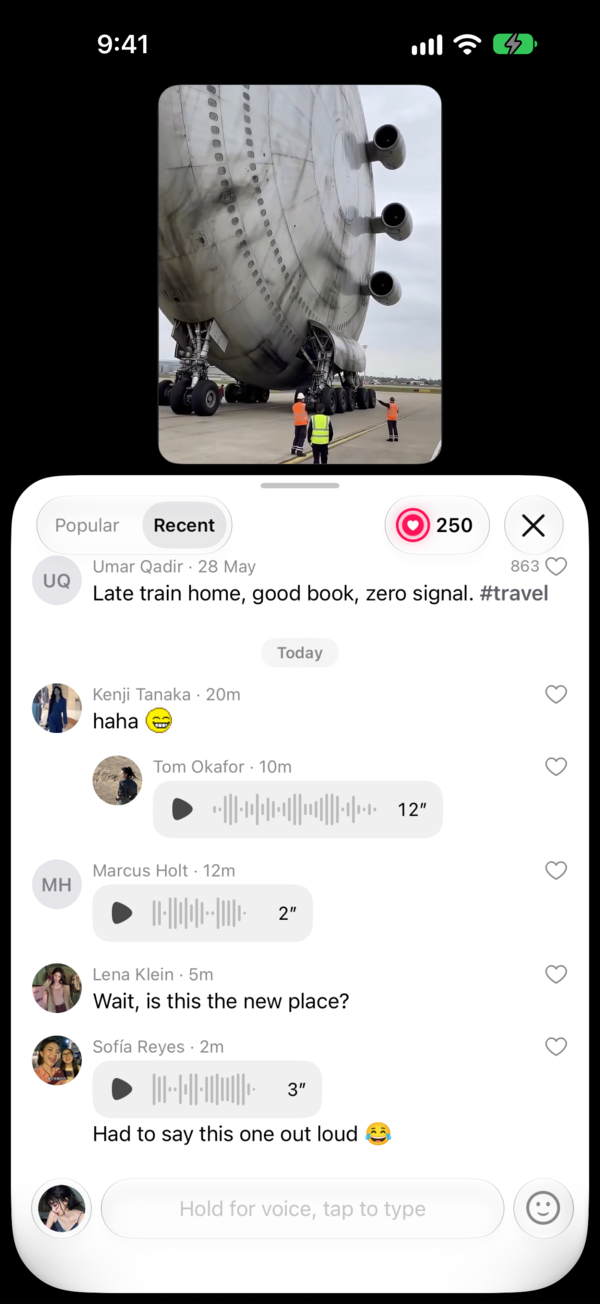 9:41
Popular
Recent
250
UQ
Umar Qadir · 28 May
863
Late train home, good book, zero signal. #travel
Today
Kenji Tanaka · 20m
haha 😁
Tom Okafor · 10m
12”
MH
Marcus Holt · 12m
2”
Lena Klein · 5m
Wait, is this the new place?
Sofía Reyes · 2m
3”
Had to say this one out loud 😂
Hold for voice, tap to type